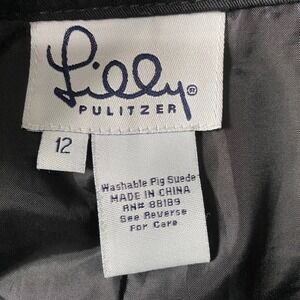 Lilly®
PULITZER
12
Washable Pig Suede
MADE IN CHINA
RN# 88189
See Reverse
For Care